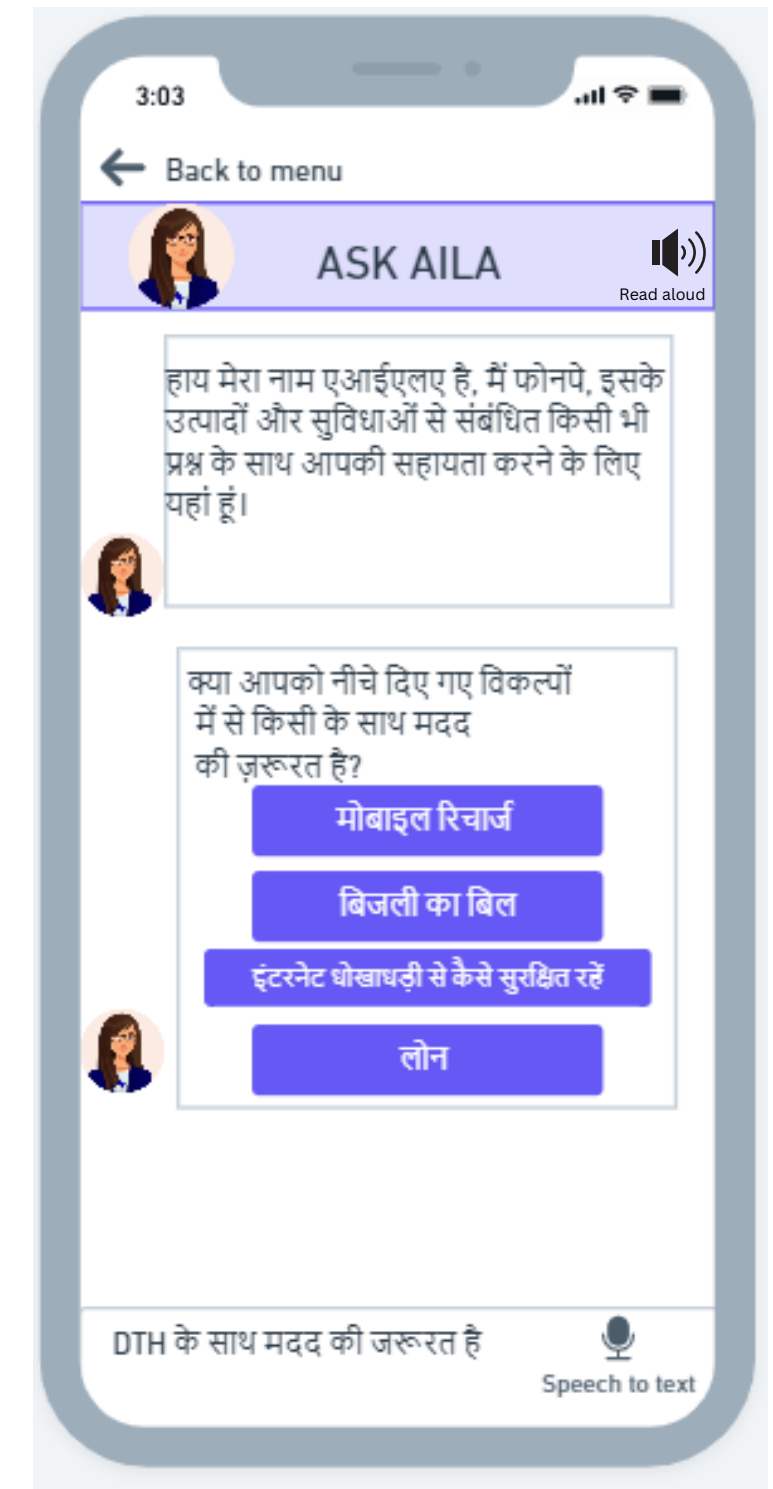 3:03
Back to menu
ASK AILA
Read aloud
हाय मेरा नाम एआईएलए है, मैं फोनपे, इसके
उत्पादों और सुविधाओं से संबंधित किसी भी
प्रश्न के साथ आपकी सहायता करने के लिए
यहां हूं।
क्या आपको नीचे दिए गए विकल्पों
में से किसी के साथ मदद
की ज़रूरत है?
मोबाइल रिचार्ज
बिजली का बिल
इंटरनेट धोखाधड़ी से कैसे सुरक्षित रहें
लोन
DTH के साथ मदद की जरूरत है
Speech to text